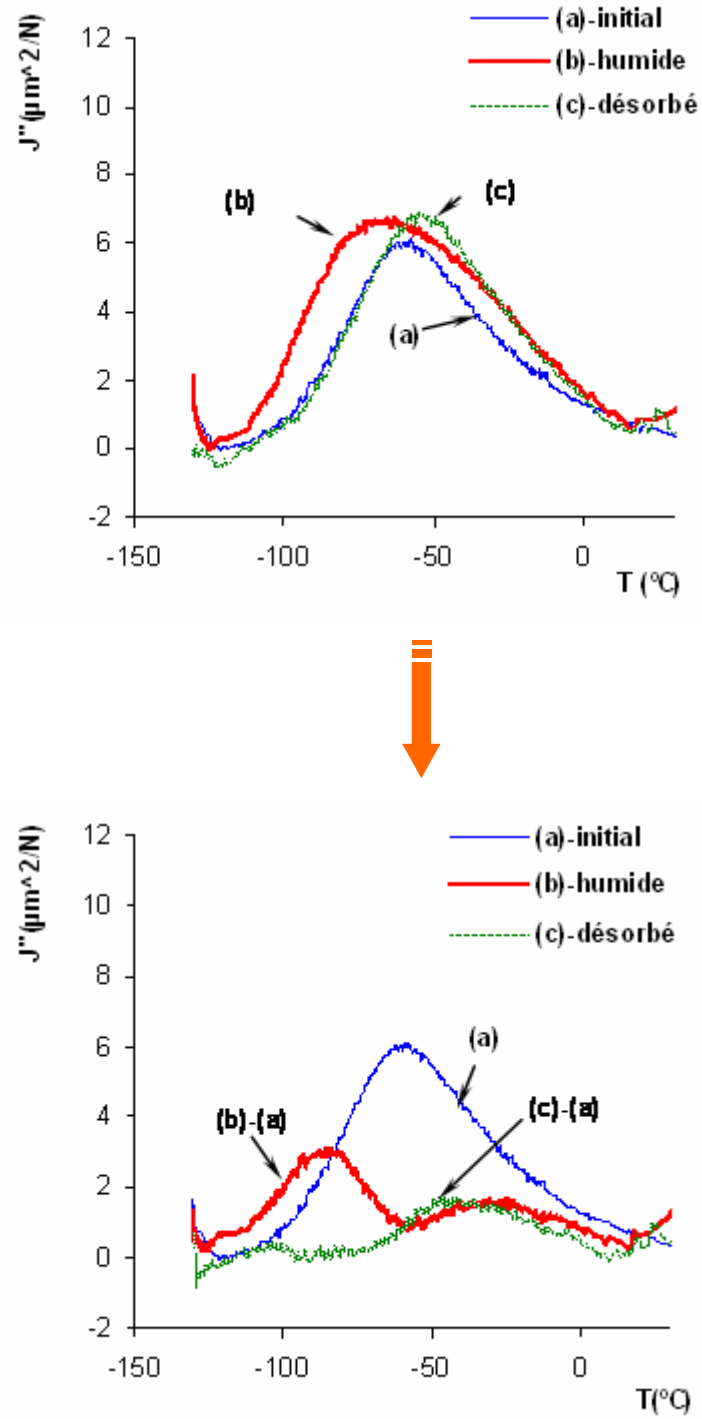 J"(µm^2/N)
(a)-initial
(b)-humide
(c)-désorbé
12
10
8
6
4
2
0
-2
(b)
(c)
(a)
-150
-100
-50
0
T (°C)
J"(µm^2/N)
(a)-initial
(b)-humide
(c)-désorbé
12
10
8
6
4
2
0
-2
(a)
(b)-(a)
(c)-(a)
-150
-100
-50
0
T(°C)